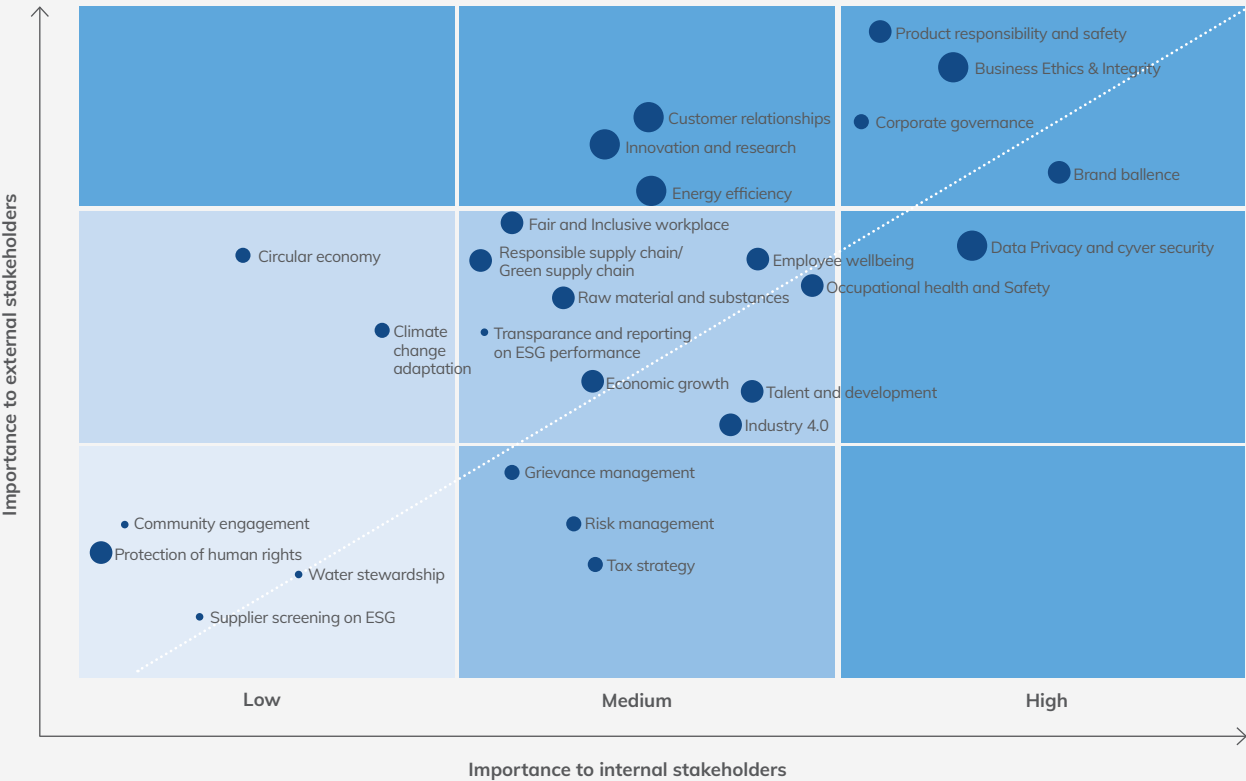 Product responsibility and safety
Business Ethics & Integrity
Customer relationships
Corporate governance
Innovation and research
Brand ballence
Energy efficiency
Fair and Inclusive workplace
Data Privacy and cyver security
Circular economy
Responsible supply chain/
Green supply chain
Employee wellbeing
Occupational health and Safety
Raw material and substances
Climate
change
adaptation
Transparance and reporting
on ESG performance
Economic growth
Talent and development
Industry 4.0
Grievance management
Community engagement
Risk management
Protection of human rights
Tax strategy
Water stewardship
Supplier screening on ESG
Importance to external stakeholders
Low
Medium
High
Importance to internal stakeholders